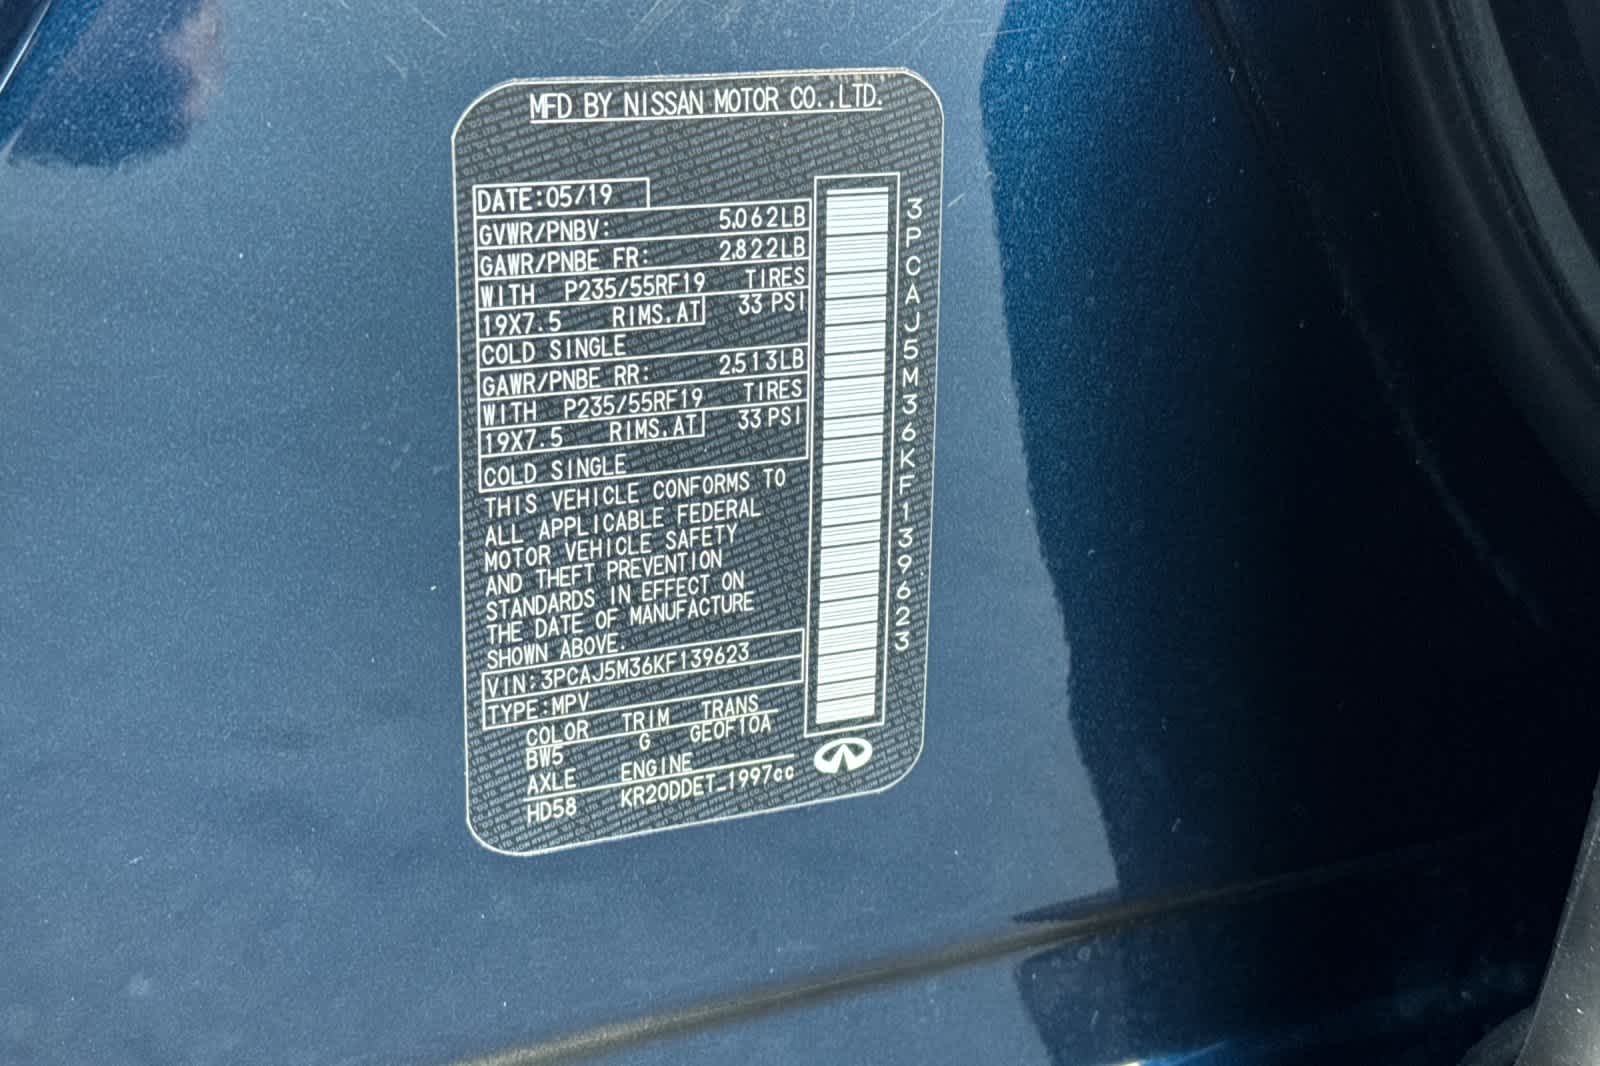 MFD BY NISSAN MOTOR CO.,LTD.
DATE:05/19
GVWR/PNBV: 5.062LB
GAWR/PNBE FR: 2.822LB
WITH P235/55RF19 TIRES
19X7.5 RIMS.AT 33 PSI
COLD SINGLE
GAWR/PNBE RR: 2.513LB
WITH P235/55RF19 TIRES
19X7.5 RIMS.AT 33 PSI
COLD SINGLE
THIS VEHICLE CONFORMS TO
ALL APPLICABLE FEDERAL
MOTOR VEHICLE SAFETY
AND THEFT PREVENTION
STANDARDS IN EFFECT ON
THE DATE OF MANUFACTURE
SHOWN ABOVE.
VIN:3PCAJ5M36KF139623
TYPE:MPV
COLOR TRIM TRANS
BW5 G GEOF10A
AXLE ENGINE
HD58 KR20DDET_1997cc
3PCAJ5M36KF139623